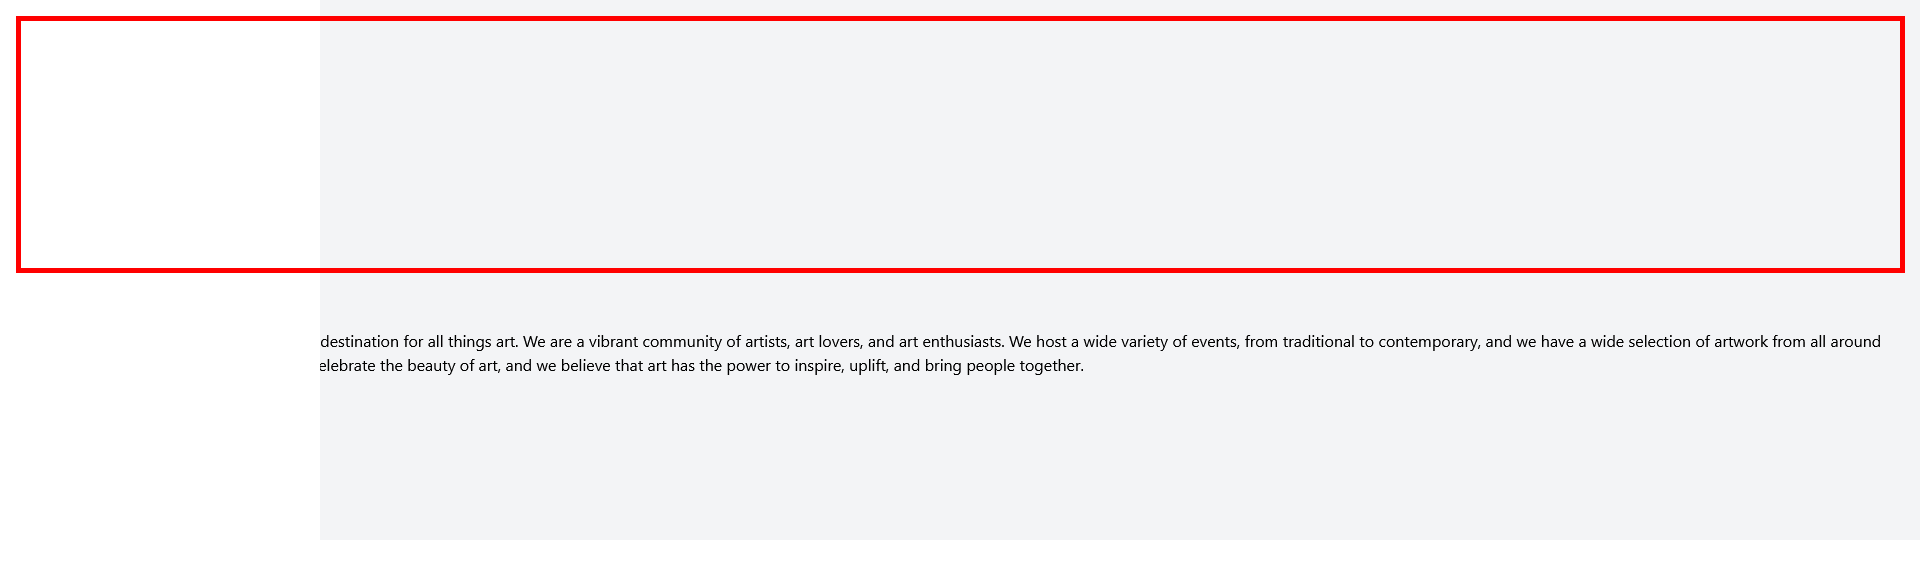 destination for all things art. We are a vibrant community of artists, art lovers, and art enthusiasts. We host a wide variety of events, from traditional to contemporary, and we have a wide selection of artwork from all around
elebrate the beauty of art, and we believe that art has the power to inspire, uplift, and bring people together.